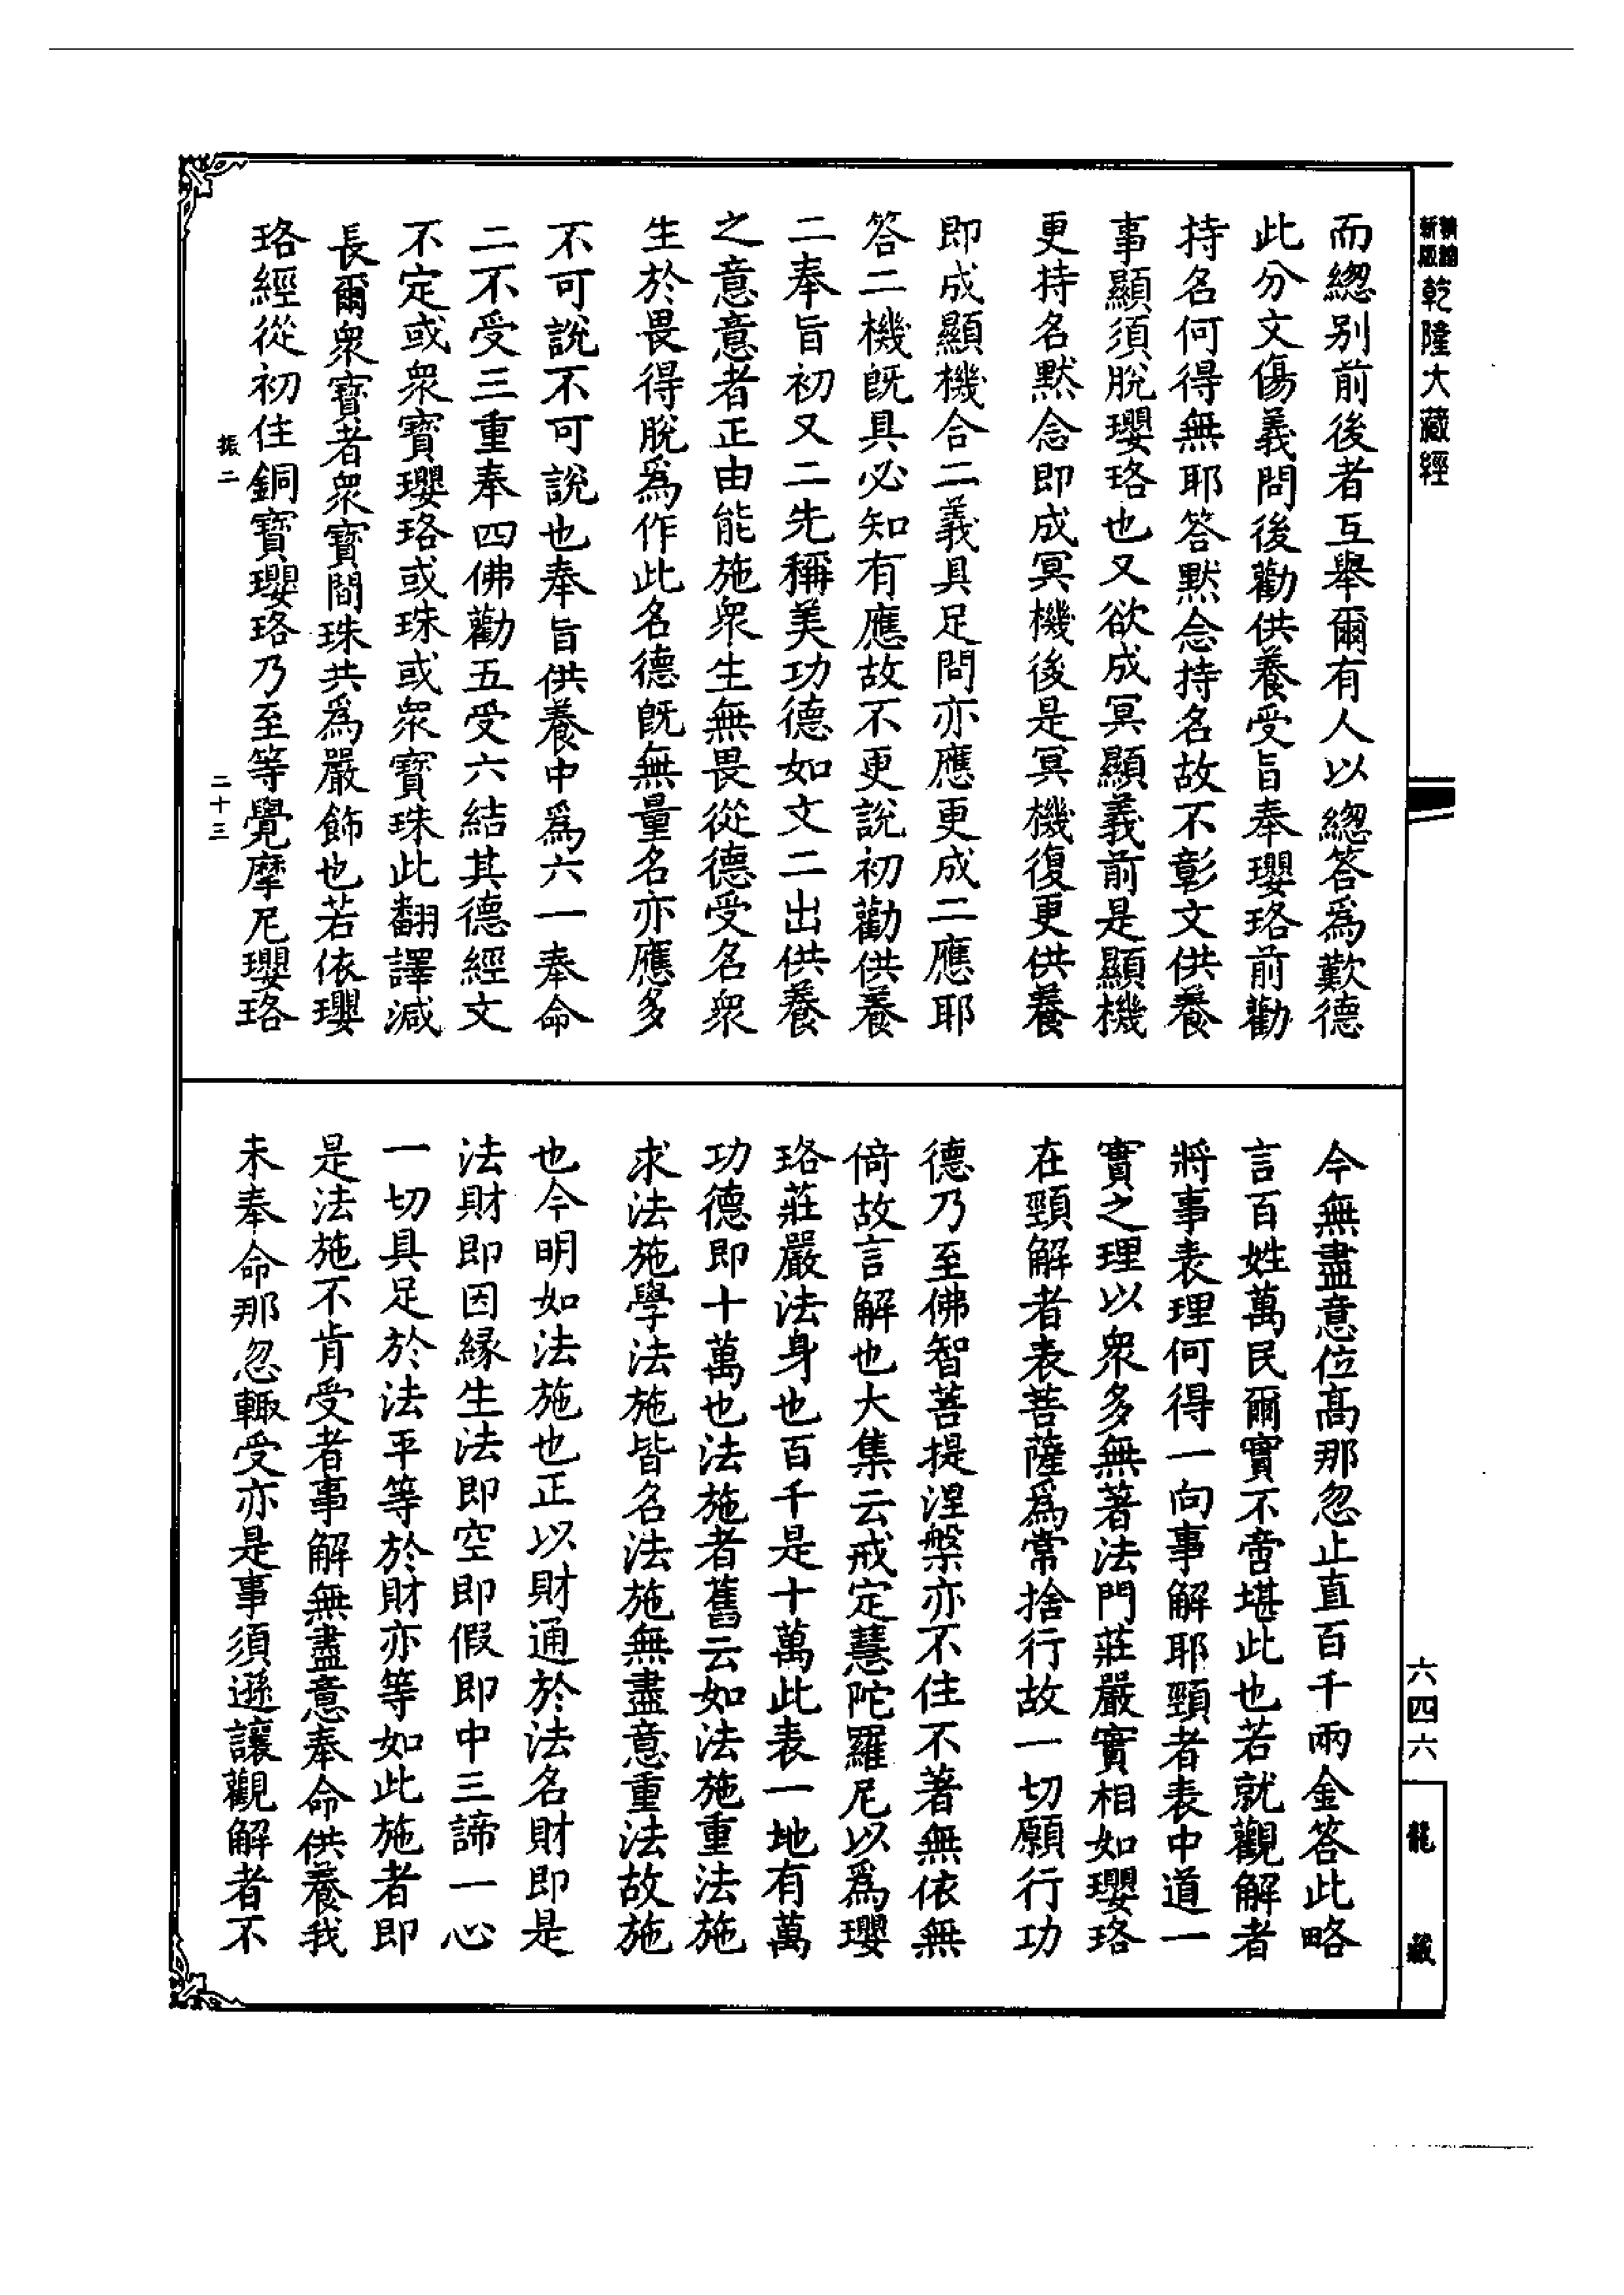 新編
新版
乾隆大藏經
而緫别前後者互舉爾有人以緫答爲歎德
此分文傷義問後勸供養受旨奉瓔珞前勸
持名何得無耶答默念持名故不彰文供養
事顯須脫瓔珞也又欲成冥顯義前是顯機
更持名默念即成冥機後是冥機復更供養
即成顯機合二義具足問亦應更成二應耶
答二機旣具必知有應故不更說初勸供養
二奉旨初又二先稱美功德如文二出供養
之意意者正由能施衆生無畏從德受名衆
生於畏得脫爲作此名德旣無量名亦應多
不可說不可說也奉旨供養中爲六一奉命
二不受三重奉四佛勸五受六結其德經文
不定或衆寶瓔珞或珠或衆寶珠此翻譯減
長爾衆寶者衆寶間珠共爲嚴飾也若依瓔
珞經從初住銅寶瓔珞乃至等覺摩尼瓔珞
振二
二十三
今無盡意位髙那忽止直百千兩金答此略
言百姓萬民爾實不啻堪此也若就觀解者
將事表理何得一向事解耶頸者表中道一
實之理以衆多無著法門莊嚴實相如瓔珞
在頸解者表菩薩爲常捨行故一切願行功
德乃至佛智菩提涅槃亦不住不著無依無
倚故言解也大集云戒定慧陀羅尼以爲瓔
珞莊嚴法身也百千是十萬此表一地有萬
功德即十萬也法施者舊云如法施重法施
求法施學法施皆名法施無盡意重法故施
也今明如法施也正以財通於法名財即是
法財即因緣生法即空即假即中三諦一心
一切具足於法平等於財亦等如此施者即
是法施不肯受者事解無盡意奉命供養我
未奉命那忽輙受亦是事須遜讓觀解者不
六四六
龍藏